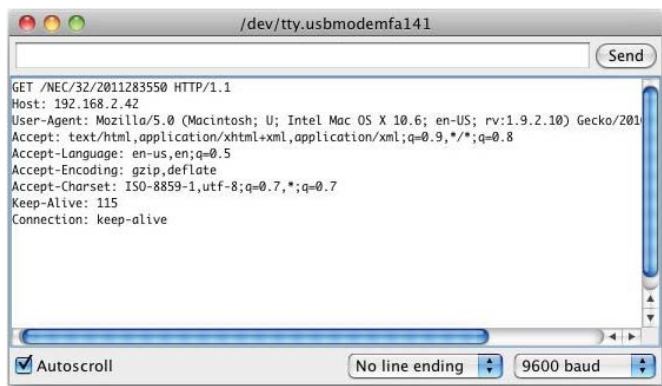 /dev/tty.usbmodemfa141
Send
GET /NEC/32/2011283550 HTTP/1.1
Host: 192.168.2.42
User-Agent: Mozilla/5.0 (Macintosh; U; Intel Mac OS X 10.6; en-US; rv:1.9.2.10) Gecko/201
Accept: text/html,application/xhtml+xml,application/xml;q=0.9,*/*;q=0.8
Accept-Language: en-us,en;q=0.5
Accept-Encoding: gzip,deflate
Accept-Charset: ISO-8859-1,utf-8;q=0.7,*;q=0.7
Keep-Alive: 115
Connection: keep-alive
Autoscroll No line ending 9600 baud